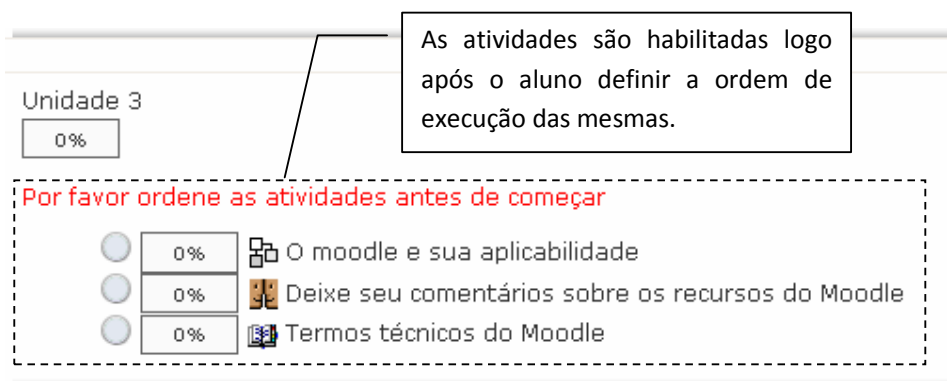 As atividades são habilitadas logo
após o aluno definir a ordem de
execução das mesmas.
Unidade 3
0%
Por favor ordene as atividades antes de começar
0% O moodle e sua aplicabilidade
0% Deixe seu comentários sobre os recursos do Moodle
0% Termos técnicos do Moodle